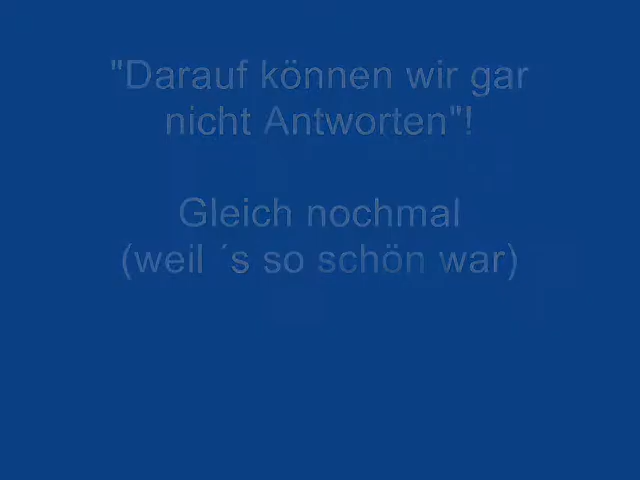 "Darauf können wir gar
nicht Antworten"!
Gleich nochmal
(weil ´s so schön war)